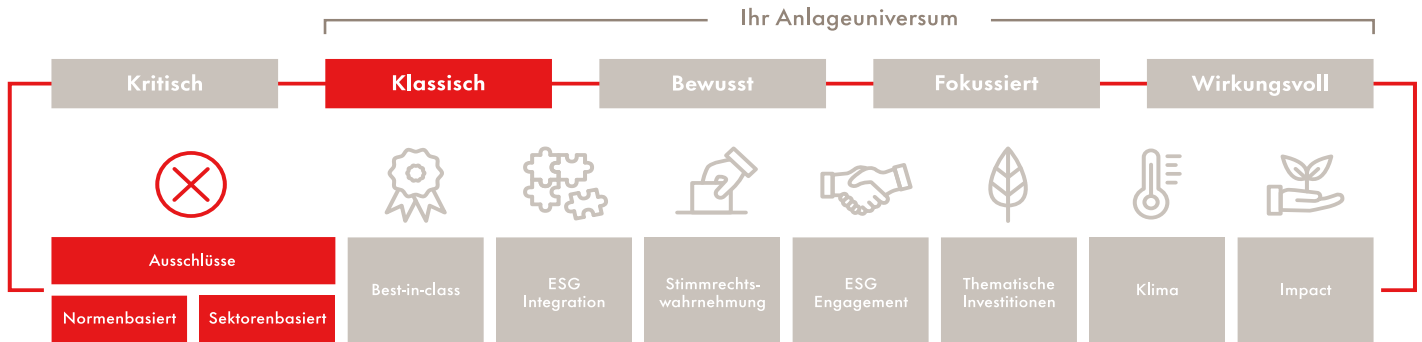 Ihr Anlageuniversum
Kritisch
Klassisch
Bewusst
Fokussiert
Wirkungsvoll
Ausschlüsse
Normenbasiert
Sektorenbasiert
Best-in-class
ESG
Integration
Stimmrechts-
wahrnehmung
ESG
Engagement
Thematische
Investitionen
Klima
Impact